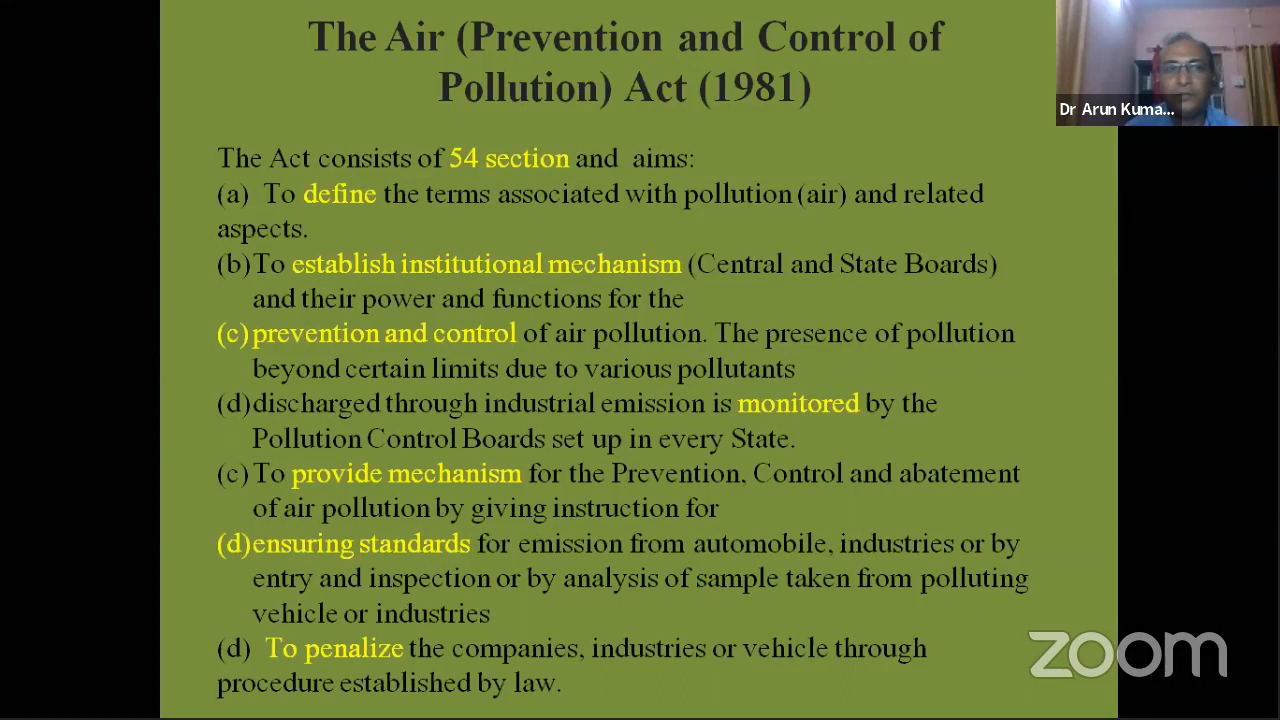 The Air (Prevention and Control of
Pollution) Act (1981)
Dr Arun Kuma...
The Act consists of 54 section and aims:
(a) To define the terms associated with pollution (air) and related
aspects.
(b)To establish institutional mechanism (Central and State Boards)
and their power and functions for the
(c)prevention and control of air pollution. The presence of pollution
beyond certain limits due to various pollutants
(d)discharged through industrial emission is monitored by the
Pollution Control Boards set up in every State.
(c)To provide mechanism for the Prevention, Control and abatement
of air pollution by giving instruction for
(d)ensuring standards for emission from automobile, industries or by
entry and inspection or by analysis of sample taken from polluting
vehicle or industries
(d) To penalize the companies, industries or vehicle through
procedure established by law.
zoom